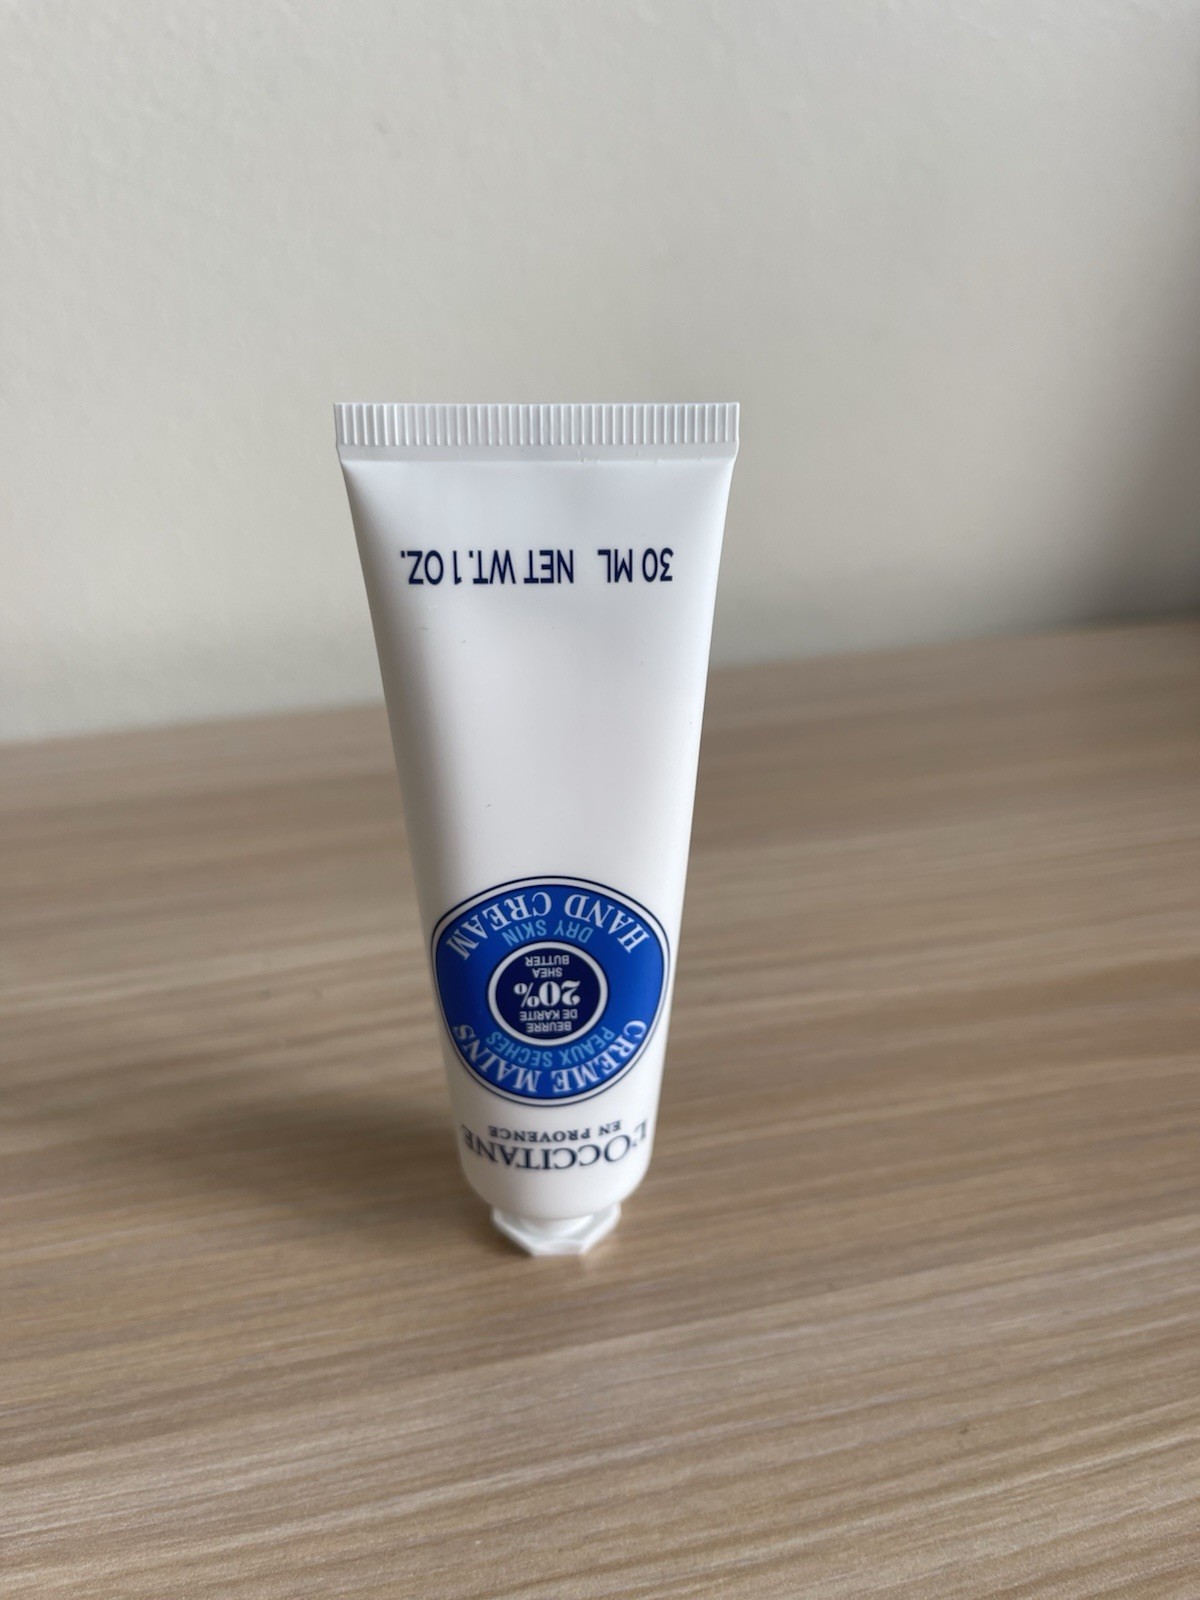 L'OCCITANE
EN PROVENCE
CREME MAINS
PEAUX SECHES
BEURRE
DE KARITE
20%
SHEA
BUTTER
DRY SKIN
HAND CREAM
30 ML NET WT. 1 OZ.